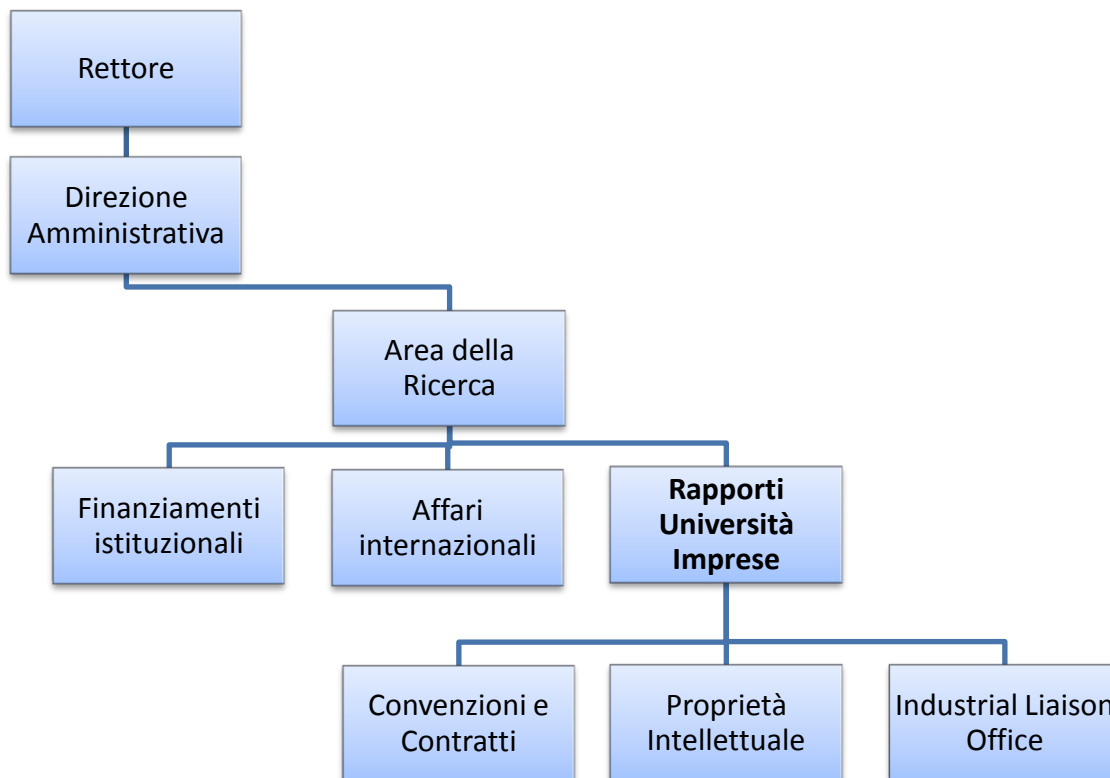 Rettore
Direzione
Amministrativa
Area della
Ricerca
Finanziamenti
istituzionali
Affari
internazionali
Rapporti
Università
Imprese
Convenzioni e
Contratti
Proprietà
Intellettuale
Industrial Liaison
Office